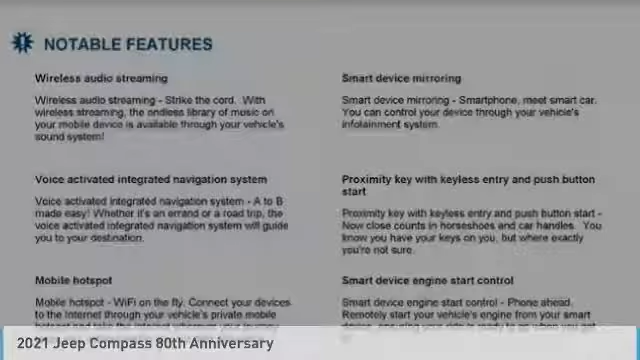 NOTABLE FEATURES
Wireless audio streaming
Wireless audio streaming - Strike the cord. With
wireless streaming, the endless library of music on
your mobile device is available through your vehicle's
sound system!
Voice activated integrated navigation system
Voice activated integrated navigation system - A to B
made easy! Whether it's an errand or a road trip, the
voice activated integrated navigation system will guide
you to your destination.
Mobile hotspot
Mobile hotspot - WiFi on the fly. Connect your devices
to the Internet through your vehicle's private mobile
Smart device mirroring
Smart device mirroring - Smartphone, meet smart car.
You can control your device through your vehicle's
infotainment system.
Proximity key with keyless entry and push button
start
Proximity key with keyless entry and push button start -
Now close counts in horseshoes and car handles. You
know you have your keys on you, but where exactly
you're not sure.
Smart device engine start control
Smart device engine start control - Phone ahead.
Remotely start your vehicle's engine from your smart
2021 Jeep Compass 80th Anniversary